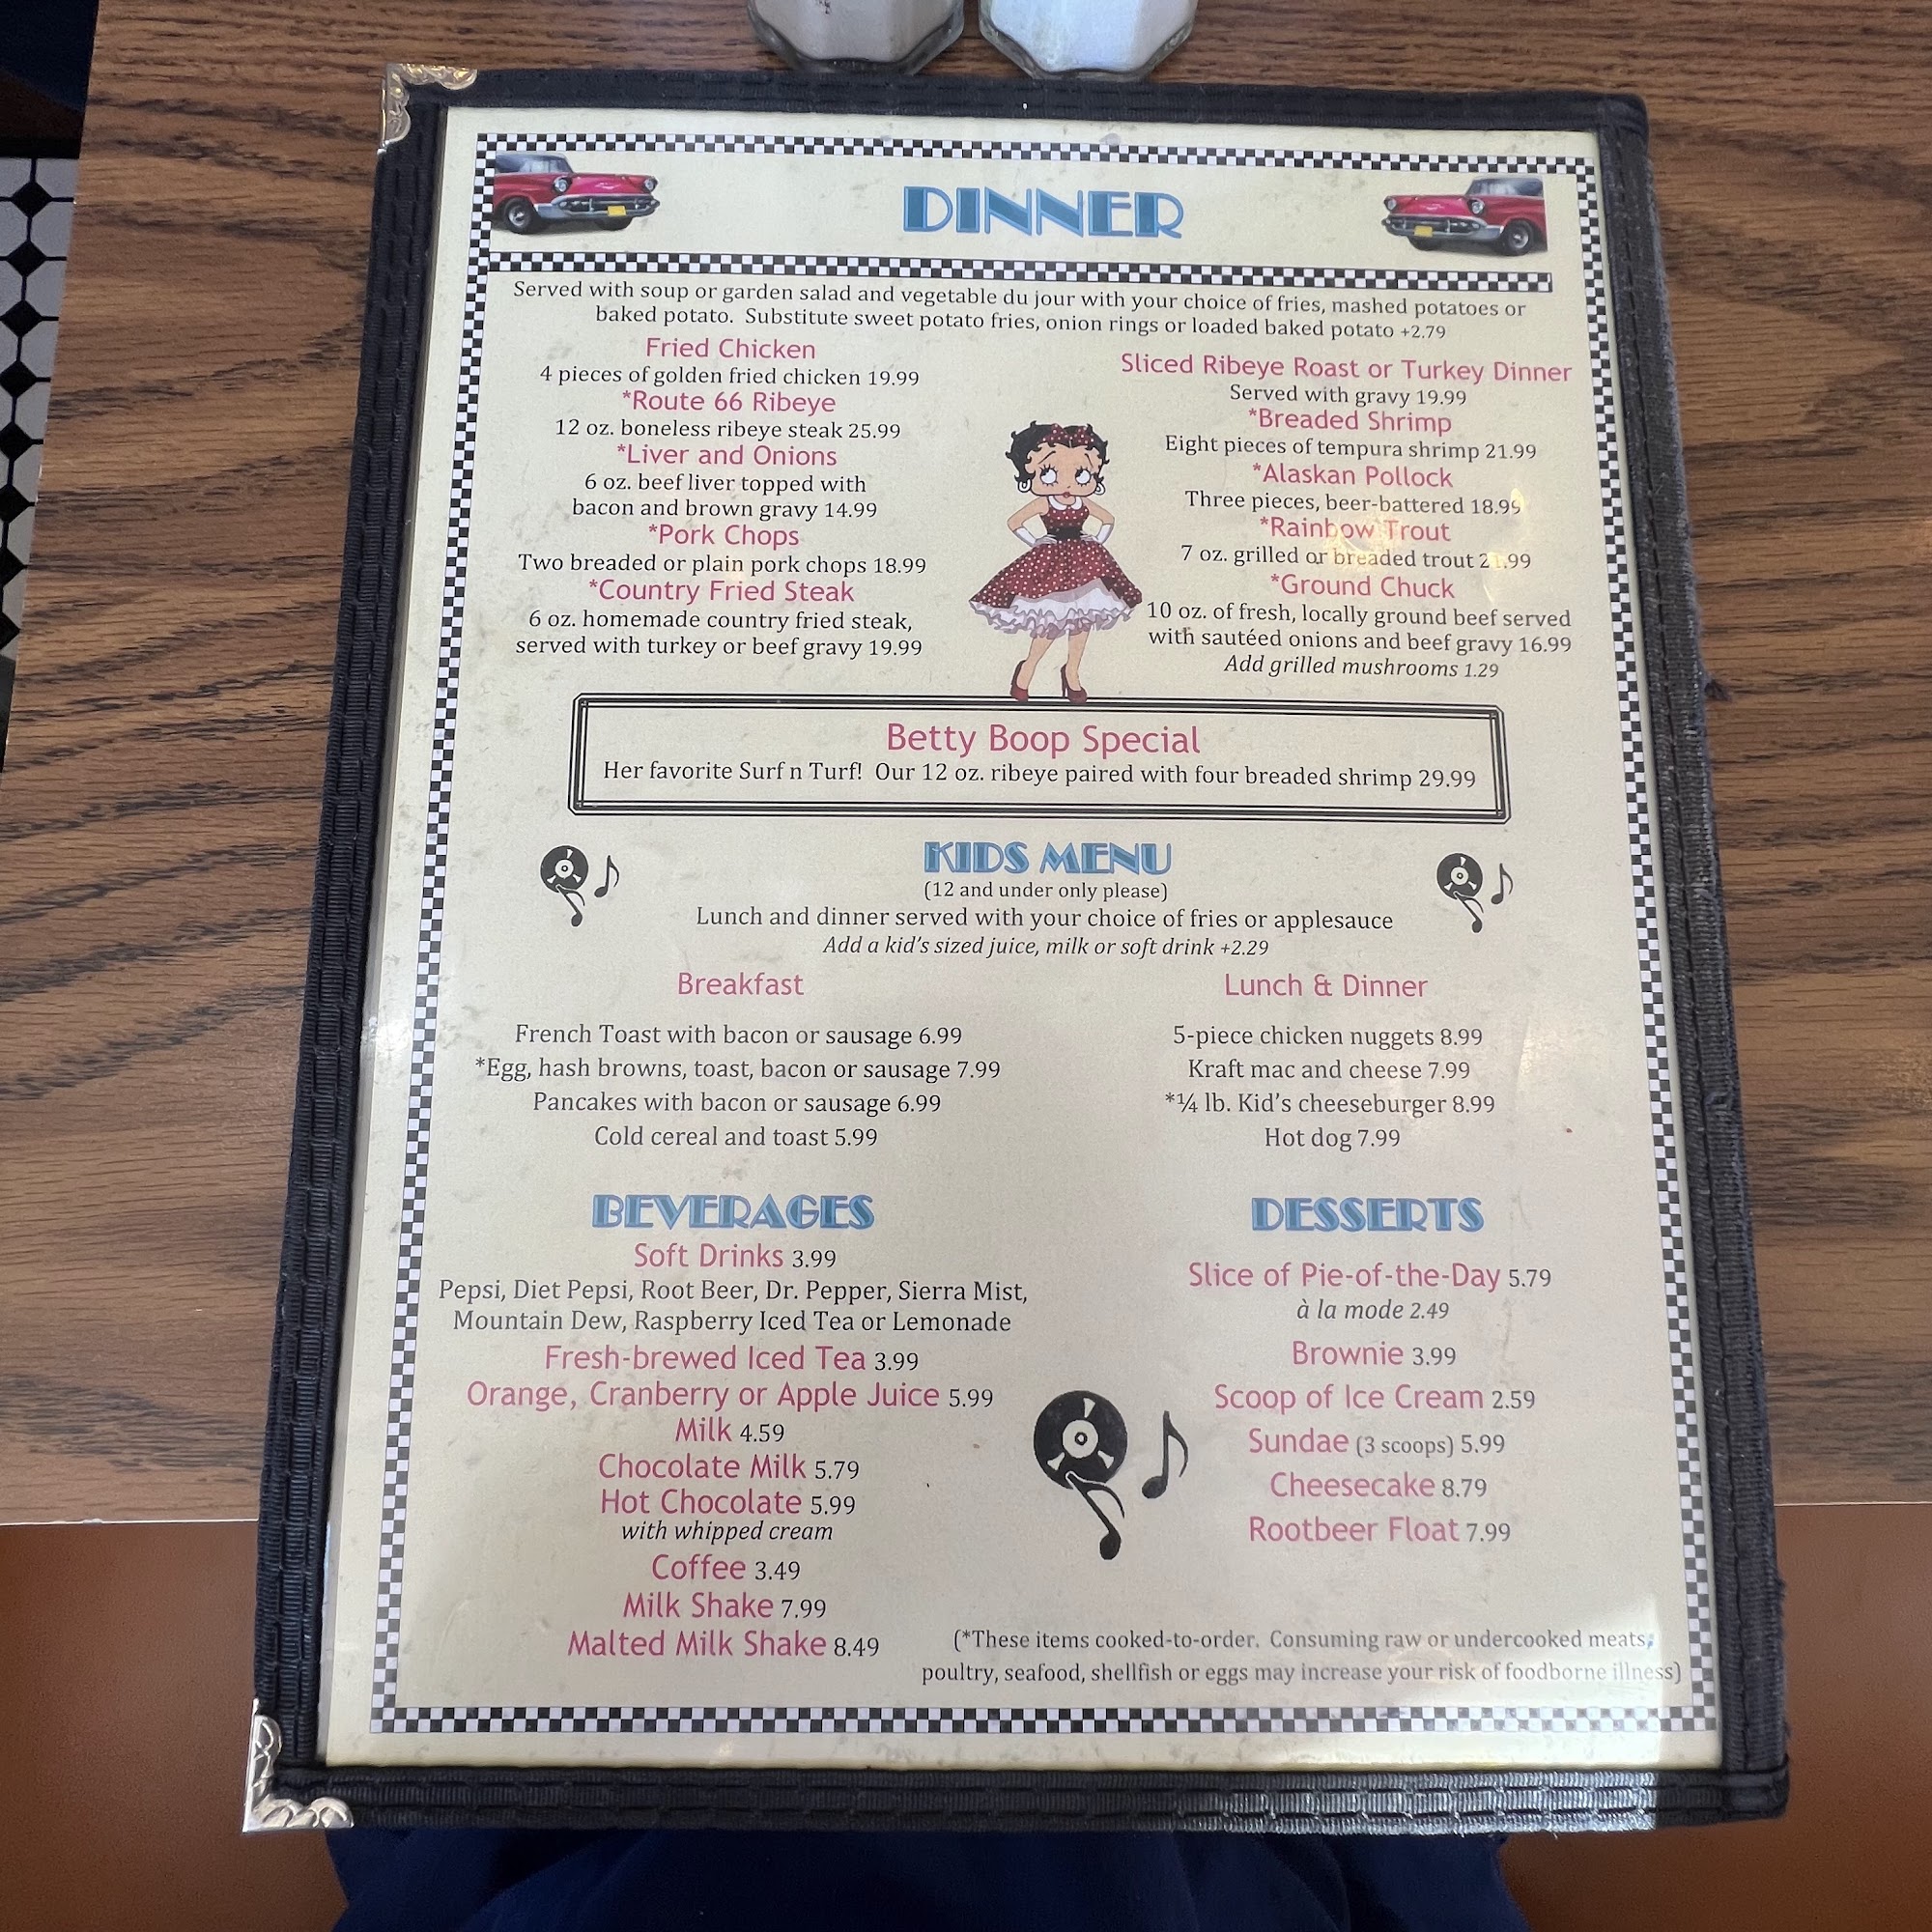 DINNER
Served with soup or garden salad and vegetable du jour with your choice of fries, mashed potatoes or
baked potato. Substitute sweet potato fries, onion rings or loaded baked potato +2.79
Fried Chicken
4 pieces of golden fried chicken 19.99
*Route 66 Ribeye
12 oz. boneless ribeye steak 25.99
*Liver and Onions
6 oz. beef liver topped with
bacon and brown gravy 14.99
*Pork Chops
Two breaded or plain pork chops 18.99
*Country Fried Steak
6 oz. homemade country fried steak,
served with turkey or beef gravy 19.99
Sliced Ribeye Roast or Turkey Dinner
Served with gravy 19.99
*Breaded Shrimp
Eight pieces of tempura shrimp 21.99
*Alaskan Pollock
Three pieces, beer-battered 18.99
*Rainbow Trout
7 oz. grilled or breaded trout
*Ground Chuck
10 oz. of fresh, locally ground beef served
with sautéed onions and beef gravy 16.99
Add grilled mushrooms 1.29
Betty Boop Special
Her favorite Surf n Turf! Our 12 oz. ribeye paired with four breaded shrimp 29.99
KIDS MENU
(12 and under only please)
Lunch and dinner served with your choice of fries or applesauce
Add a kid's sized juice, milk or soft drink +2.29
Breakfast
French Toast with bacon or sausage 6.99
*Egg, hash browns, toast, bacon or sausage 7.99
Pancakes with bacon or sausage 6.99
Cold cereal and toast 5.99
Lunch & Dinner
5-piece chicken nuggets 8.99
Kraft mac and cheese 7.99
*¼ lb. Kid's cheeseburger 8.99
Hot dog 7.99
BEVERAGES
Soft Drinks 3.99
Pepsi, Diet Pepsi, Root Beer, Dr. Pepper, Sierra Mist,
Mountain Dew, Raspberry Iced Tea or Lemonade
Fresh-brewed Iced Tea 3.99
Orange, Cranberry or Apple Juice 5.99
Milk 4.59
Chocolate Milk 5.79
Hot Chocolate 5.99
with whipped cream
Coffee 3.49
Milk Shake 7.99
Malted Milk Shake 8.49
DESSERTS
Slice of Pie-of-the-Day 5.79
à la mode 2.49
Brownie 3.99
Scoop of Ice Cream 2.59
Sundae (3 scoops) 5.99
Cheesecake 8.79
Rootbeer Float 7.99
(*These items cooked-to-order. Consuming raw or undercooked meats,
poultry, seafood, shellfish or eggs may increase your risk of foodborne illness)